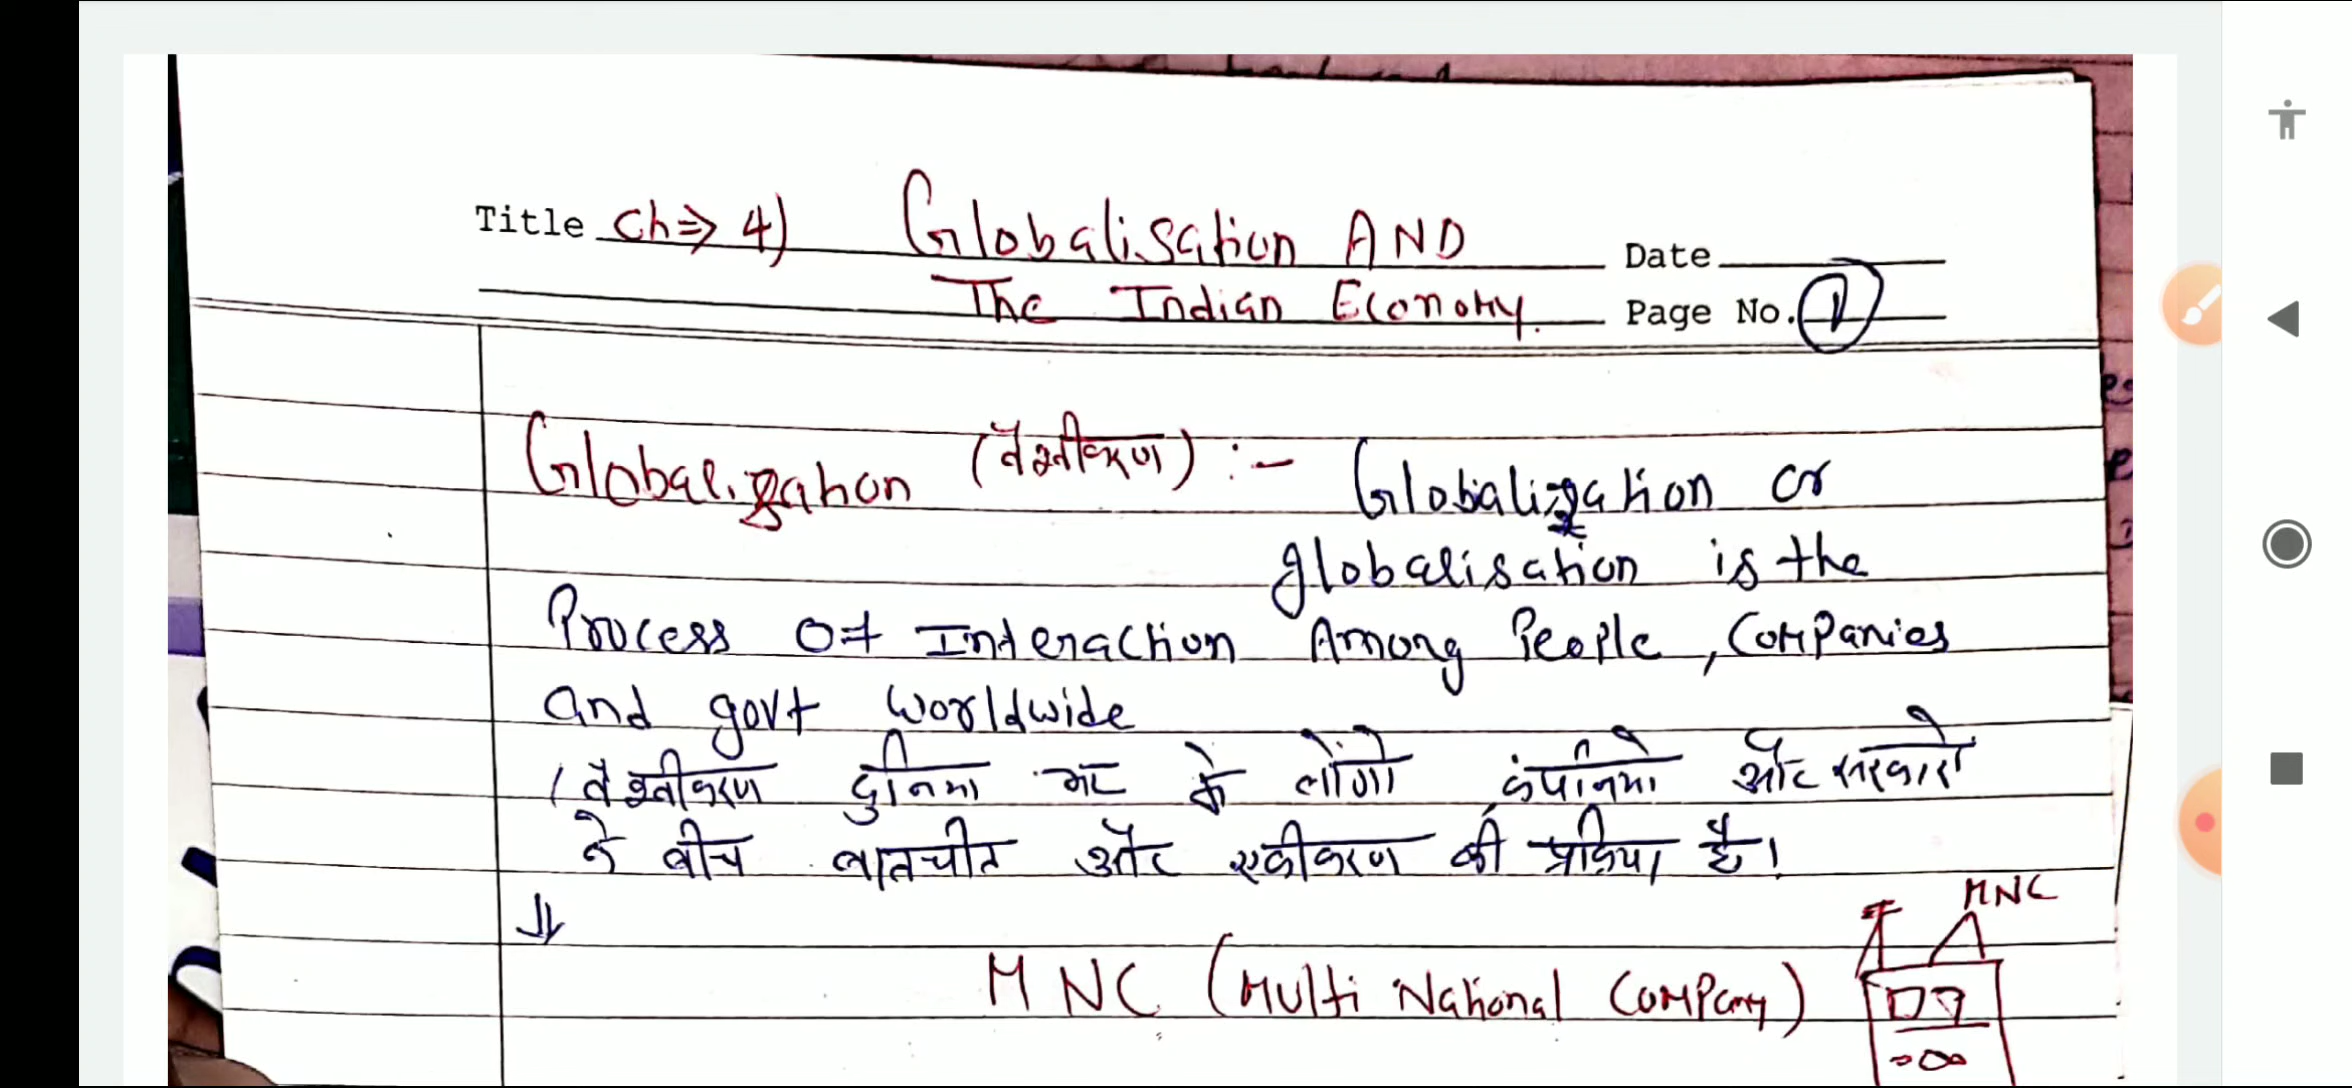 Title Ch⇒ 4) Globalisation AND
Date
The Indian Economy.
Page No. 1
Globalization (वैश्वीकरण) :- Globalization or
globalisation is the
Process of Interaction Among People, Companies
and govt worldwide
(वैश्वीकरण दुनिया भर के लोगो कंपनियो और सरकारो
के बीच बातचीत और एकीकरण की प्रक्रिया है।
⇓
MNC
MNC (Multi National Company)